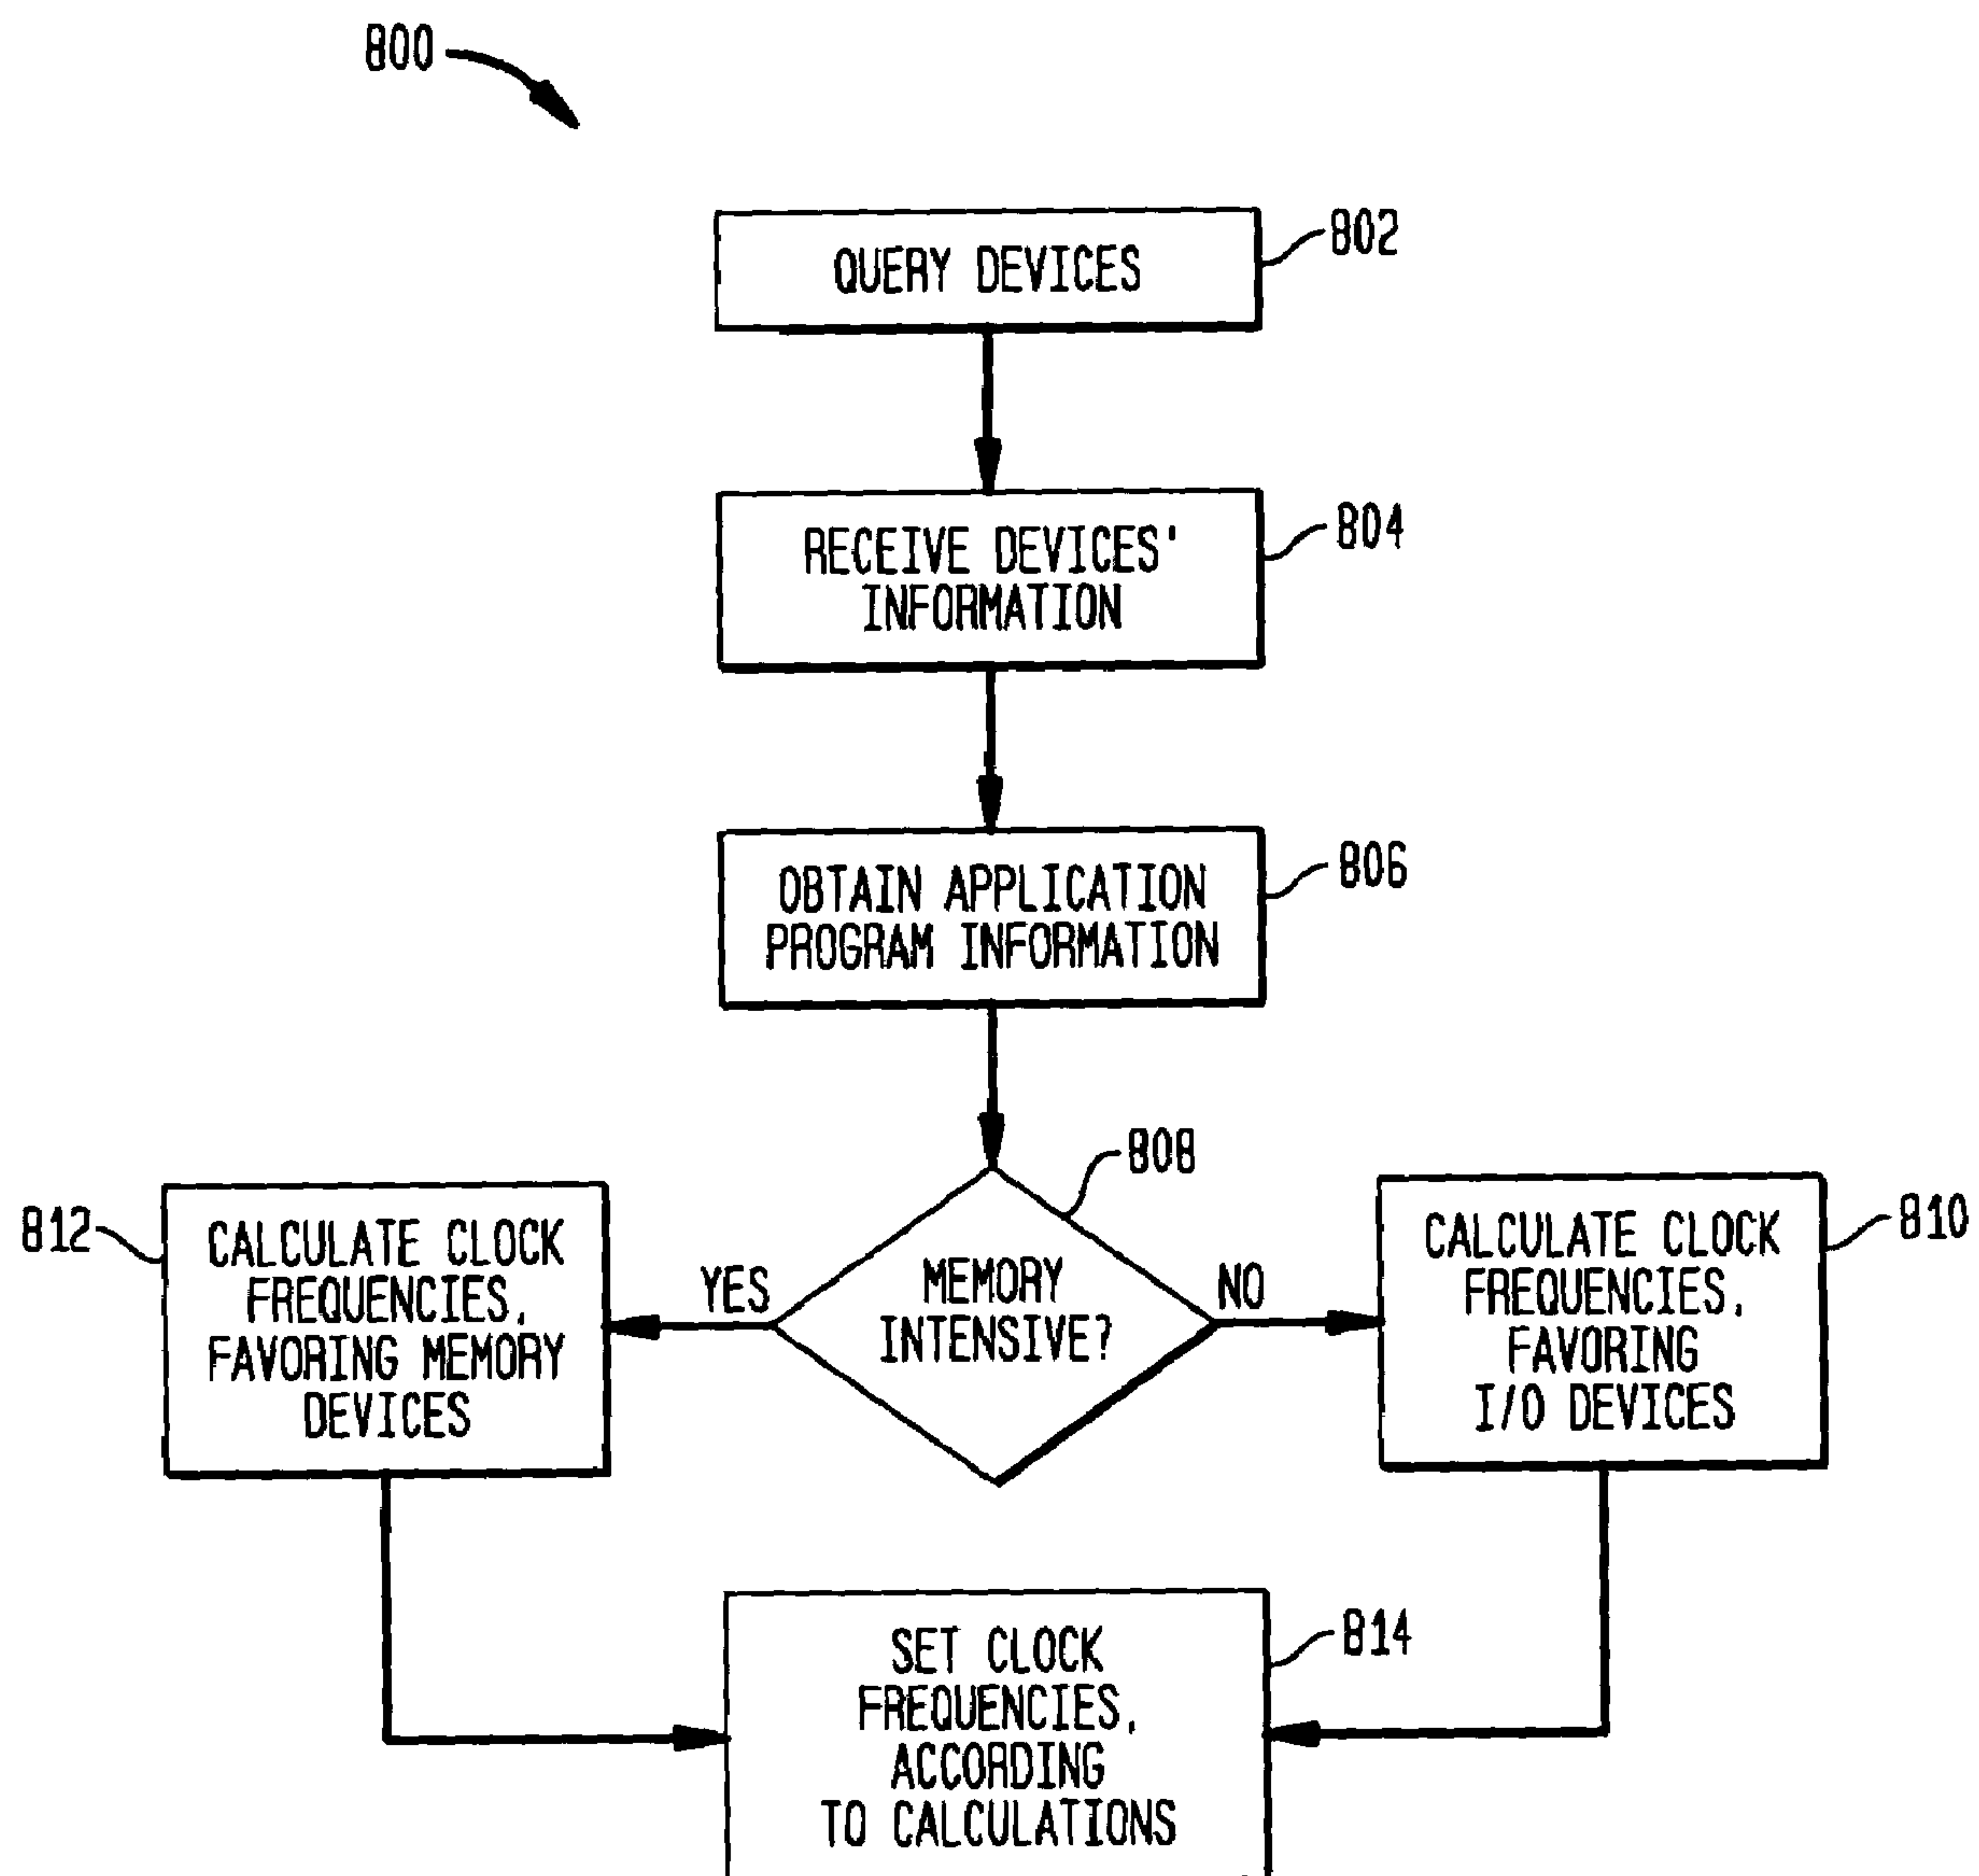 800
QUERY DEVICES
802
RECEIVE DEVICES'
INFORMATION
804
OBTAIN APPLICATION
PROGRAM INFORMATION
806
808
MEMORY
INTENSIVE?
YES
NO
812
CALCULATE CLOCK
FREQUENCIES,
FAVORING MEMORY
DEVICES
CALCULATE CLOCK
FREQUENCIES,
FAVORING
I/O DEVICES
810
SET CLOCK
FREQUENCIES,
ACCORDING
TO CALCULATIONS
814